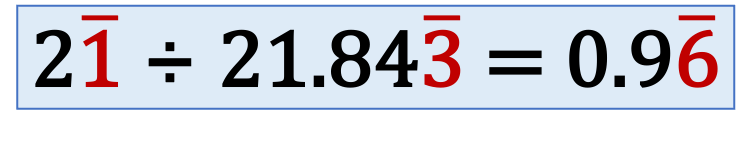 21̅ ÷ 21.843̅ = 0.96̅